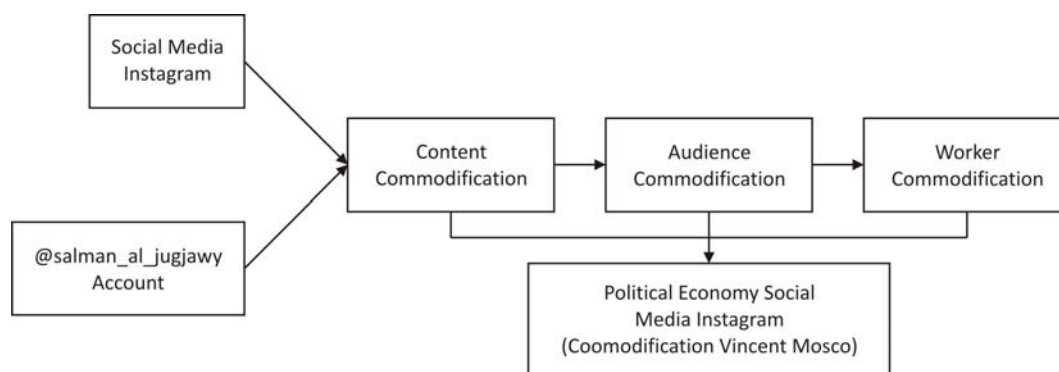 Social Media
Instagram
Content
Commodification
Audience
Commodification
Worker
Commodification
@salman_al_jugjawy
Account
Political Economy Social
Media Instagram
(Coomodification Vincent Mosco)